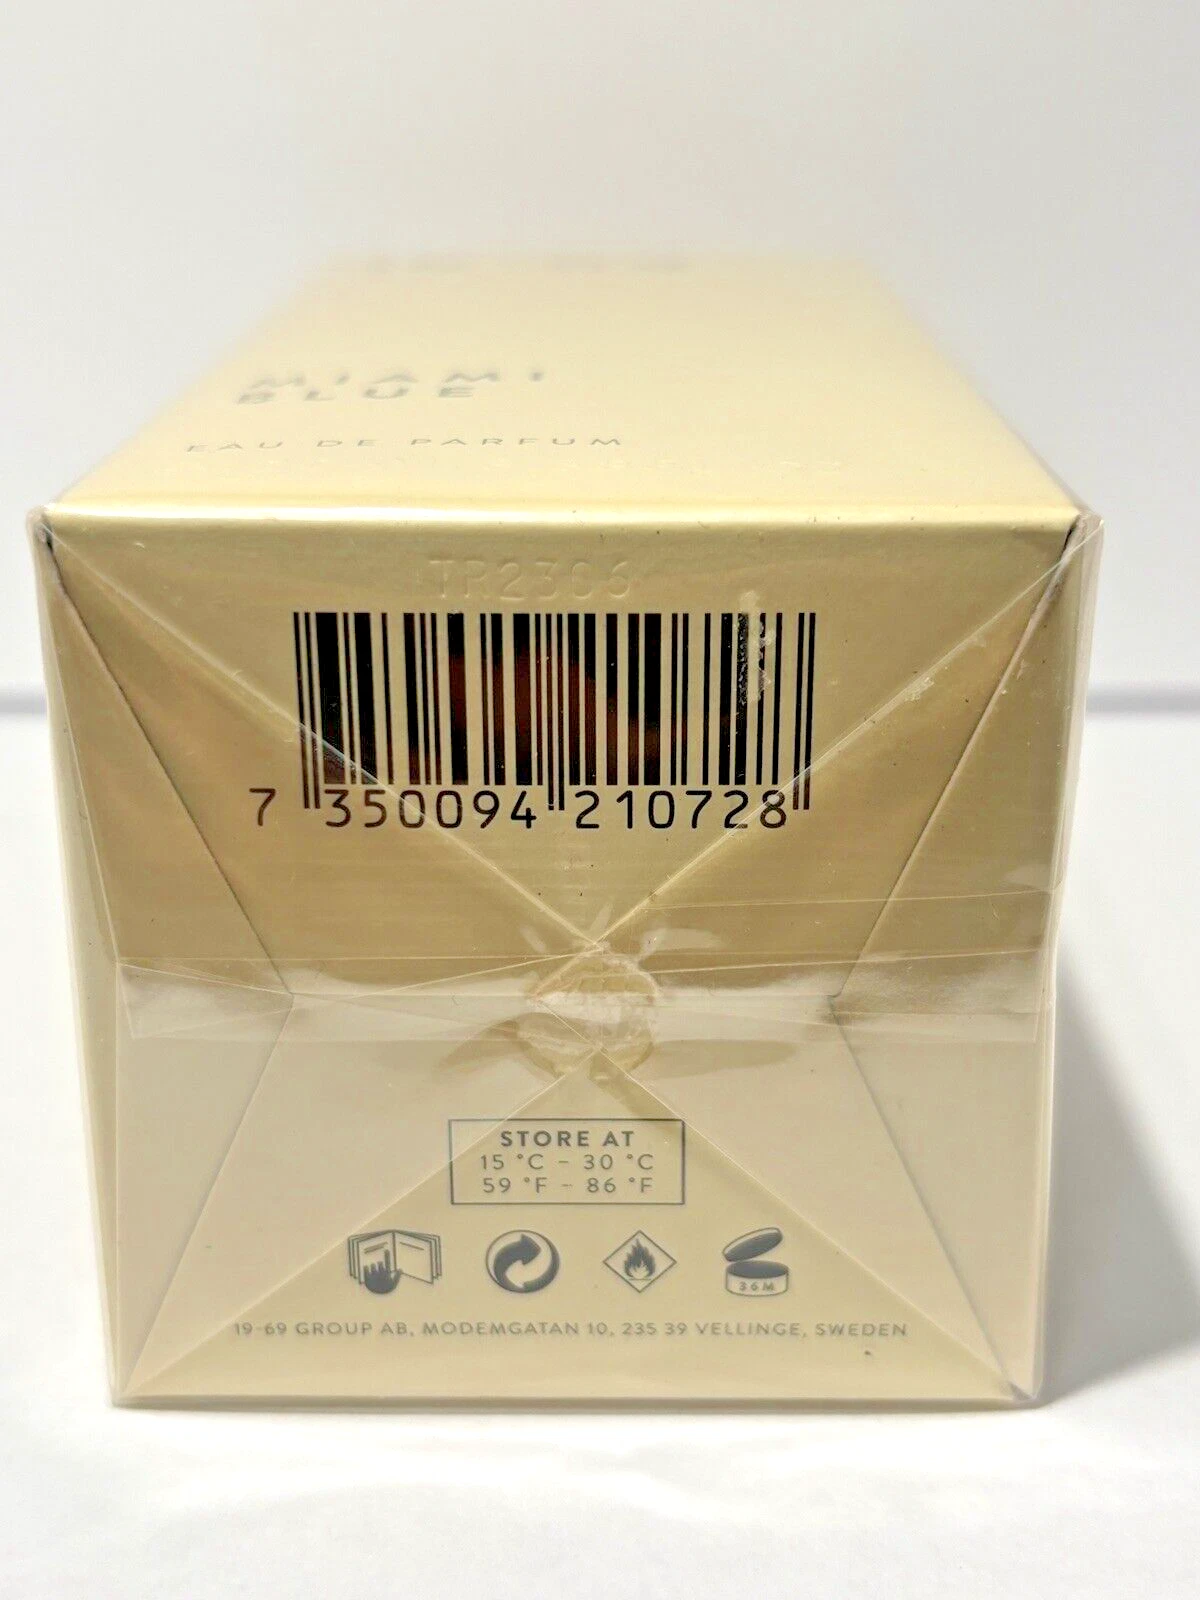 MIAMI
BLUE
EAU DE PARFUM
TR2306
7 350094 210728
STORE AT
15 °C - 30 °C
59 °F - 86 °F
36M
19-69 GROUP AB, MODEMGATAN 10, 235 39 VELLINGE, SWEDEN